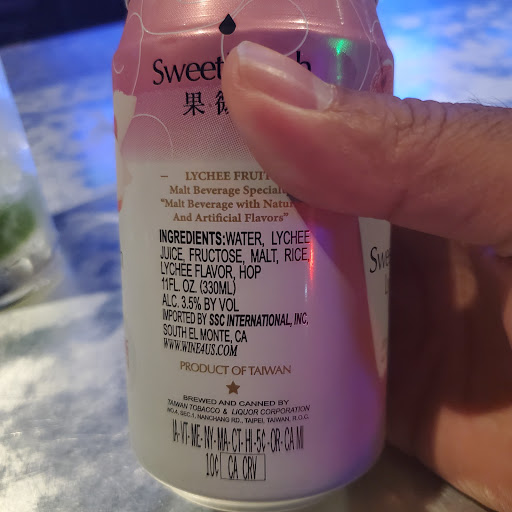 Sweet
果微
LYCHEE FRUIT
Malt Beverage
"Malt Beverage with
And Artificial Flavors"
INGREDIENTS:WATER, LYCHEE
JUICE, FRUCTOSE, MALT, RICE,
LYCHEE FLAVOR, HOP
11FL. OZ. (330ML)
ALC. 3.5% BY VOL
IMPORTED BY SSC INTERNATIONAL, INC,
SOUTH EL MONTE, CA
WWW.WINE4US.COM
PRODUCT OF TAIWAN
BREWED AND CANNED BY
TAIWAN TOBACCO & LIQUOR CORPORATION
NO.4, SEC.1, NANCHANG RD., TAIPEI, TAIWAN, R.O.C.
IA-VT-ME-NY-MA-CT-HI-5¢-OR-CA MI
10¢ CA CRV